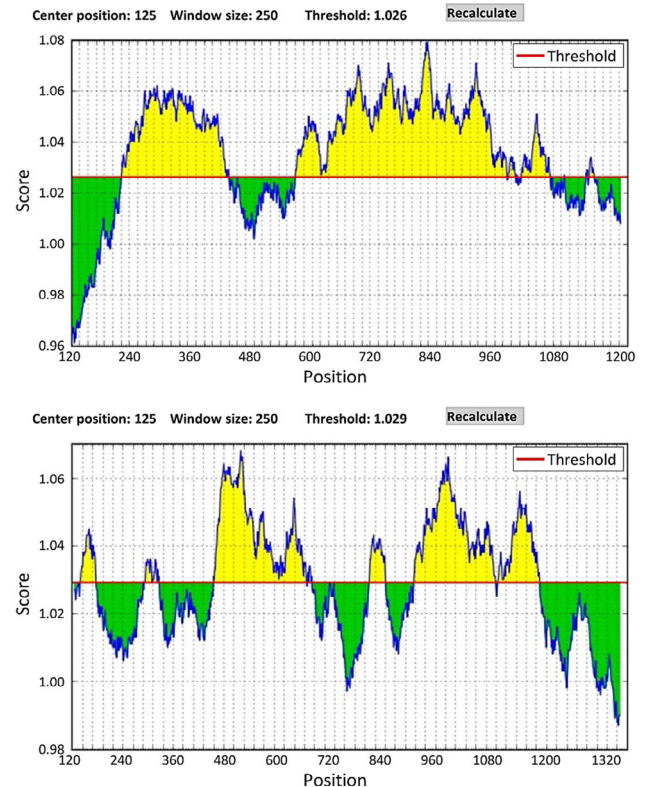 Center position: 125 Window size: 250 Threshold: 1.026 Recalculate
1.08
Threshold
1.06
1.04
1.02
1.00
0.98
0.96
Score
120 240 360 480 600 720 840 960 1080 1200
Position
Center position: 125 Window size: 250 Threshold: 1.029 Recalculate
Threshold
1.06
1.04
1.02
1.00
0.98
Score
120 240 360 480 600 720 840 960 1080 1200 1320
Position